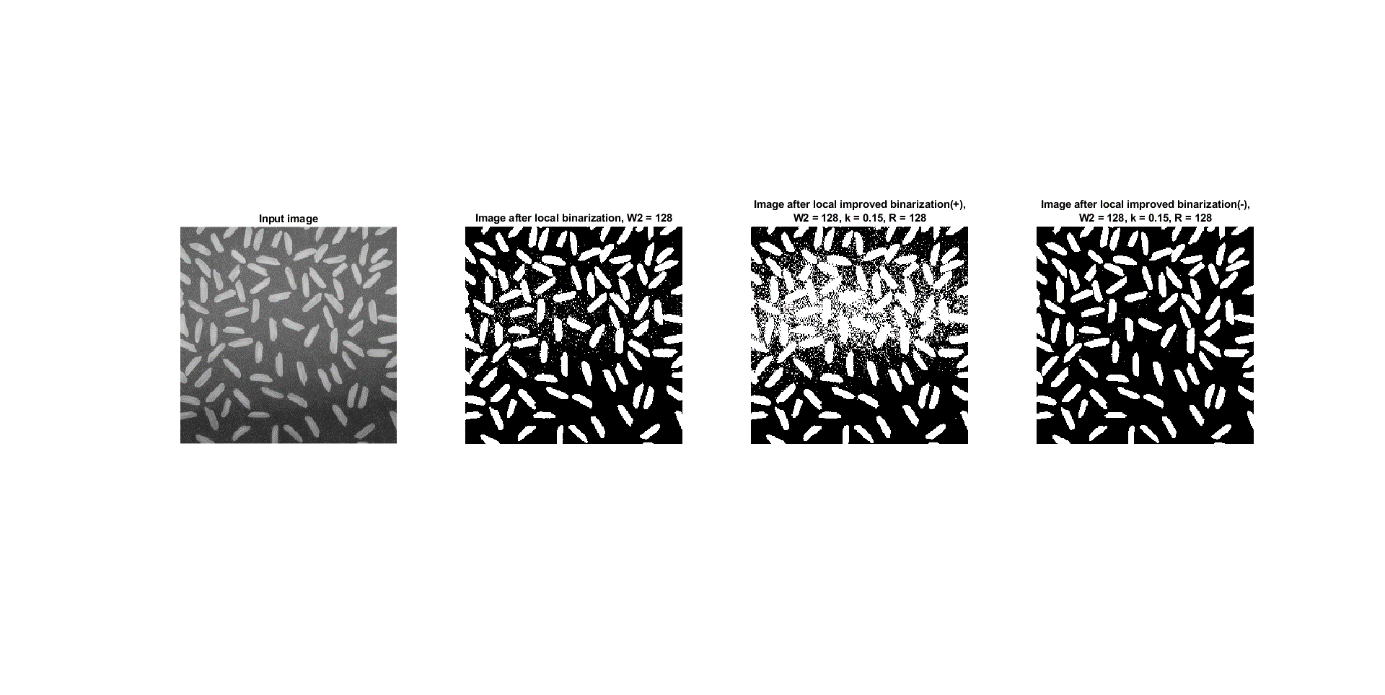 Input image
Image after local binarization, W2 = 128
Image after local improved binarization(+),
W2 = 128, k = 0.15, R = 128
Image after local improved binarization(-),
W2 = 128, k = 0.15, R = 128